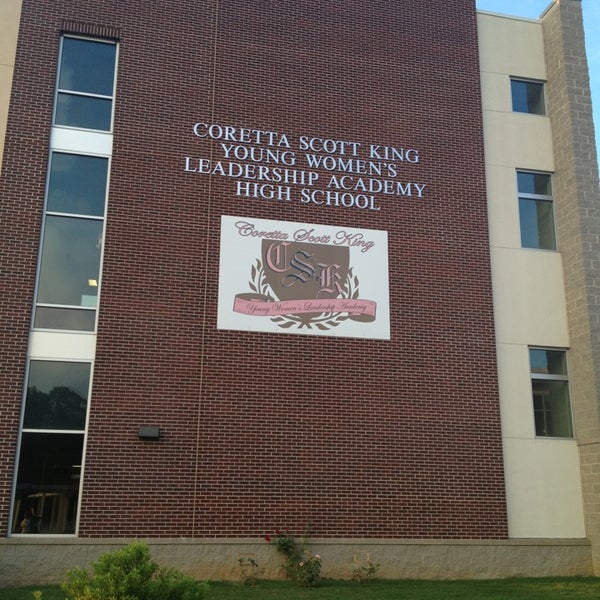 CORETTA SCOTT KING
YOUNG WOMEN'S
LEADERSHIP ACADEMY
HIGH SCHOOL
Coretta Scott King
CSK
Young Women's Leadership Academy